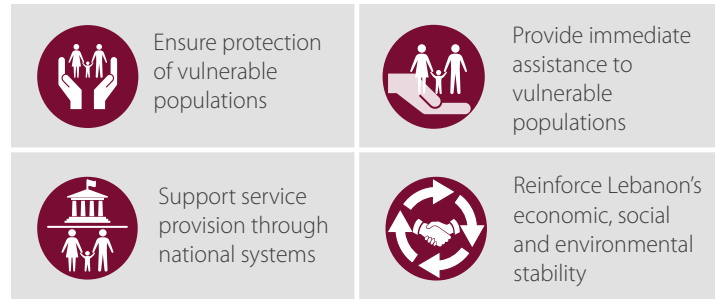 Ensure protection
of vulnerable
populations
Provide immediate
assistance to
vulnerable
populations
Support service
provision through
national systems
Reinforce Lebanon's
economic, social
and environmental
stability